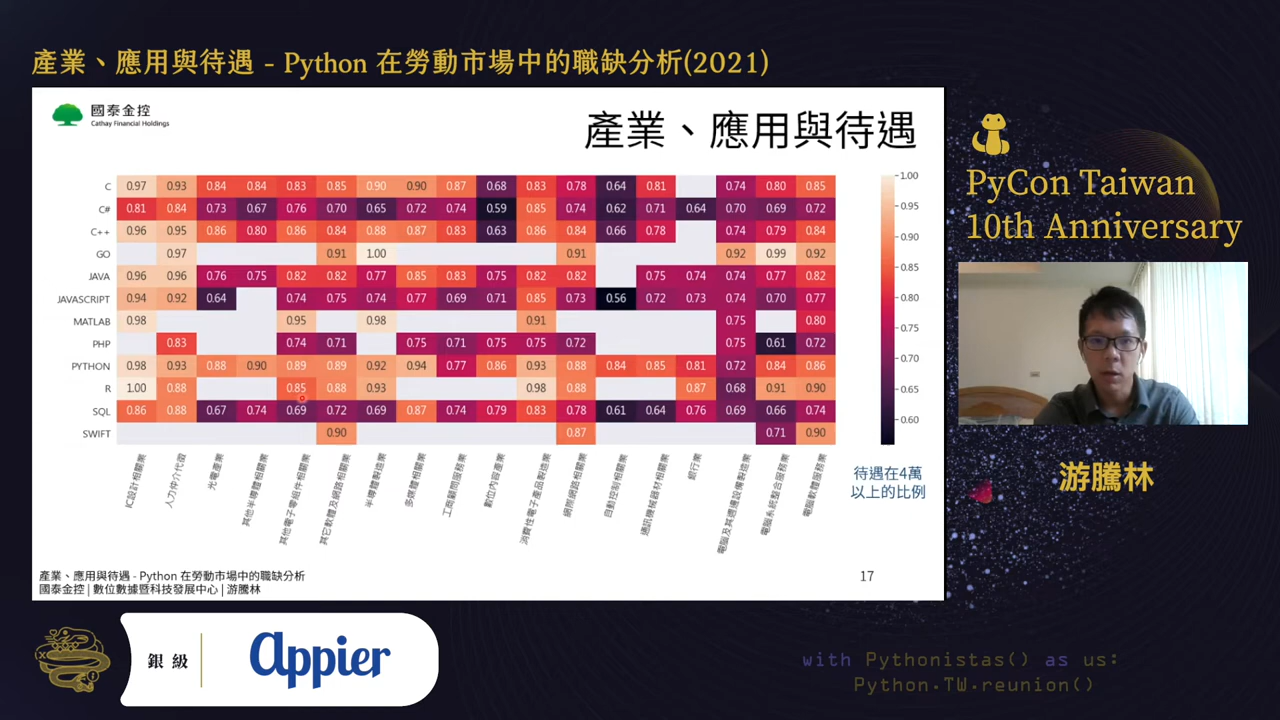 產業、應用與待遇 - Python 在勞動市場中的職缺分析(2021)
國泰金控
Cathay Financial Holdings
產業、應用與待遇
C 0.97 0.93 0.84 0.84 0.83 0.85 0.90 0.90 0.87 0.68 0.83 0.78 0.64 0.81 0.74 0.80 0.85
C# 0.81 0.84 0.73 0.67 0.76 0.70 0.65 0.72 0.74 0.59 0.85 0.74 0.62 0.71 0.64 0.70 0.69 0.72
C++ 0.96 0.95 0.86 0.80 0.86 0.84 0.88 0.87 0.83 0.63 0.86 0.84 0.66 0.78 0.74 0.79 0.84
GO 0.97 0.91 1.00 0.91 0.92 0.99 0.92
JAVA 0.96 0.96 0.76 0.75 0.82 0.82 0.77 0.85 0.83 0.75 0.82 0.82 0.75 0.74 0.74 0.77 0.82
JAVASCRIPT 0.94 0.92 0.64 0.74 0.75 0.74 0.77 0.69 0.71 0.85 0.73 0.56 0.72 0.73 0.74 0.70 0.77
MATLAB 0.98 0.95 0.98 0.91 0.75 0.80
PHP 0.83 0.74 0.71 0.75 0.71 0.75 0.75 0.72 0.75 0.61 0.72
PYTHON 0.98 0.93 0.88 0.90 0.89 0.89 0.92 0.94 0.77 0.86 0.93 0.88 0.84 0.85 0.81 0.72 0.84 0.86
R 1.00 0.88 0.85 0.88 0.93 0.98 0.88 0.87 0.68 0.91 0.90
SQL 0.86 0.88 0.67 0.74 0.69 0.72 0.69 0.87 0.74 0.79 0.83 0.78 0.61 0.64 0.76 0.69 0.66 0.74
SWIFT 0.90 0.87 0.71 0.90
IC設計相關業
人力仲介代徵
光電產業
其他半導體相關業
其他電子零組件相關業
其它軟體及網路相關業
半導體製造業
多媒體相關業
工商顧問服務業
數位內容產業
消費性電子產品製造業
網際網路相關業
自動控制相關業
通訊機械器材相關業
銀行業
電腦及其週邊設備製造業
電腦系統整合服務業
電腦軟體服務業
1.00
0.95
0.90
0.85
0.80
0.75
0.70
0.65
0.60
待遇在4萬
以上的比例
產業、應用與待遇 - Python 在勞動市場中的職缺分析
國泰金控 | 數位數據暨科技發展中心 | 游騰林
17
PyCon Taiwan
10th Anniversary
游騰林
銀級
Appier
with Pythonistas() as us:
Python.TW.reunion()